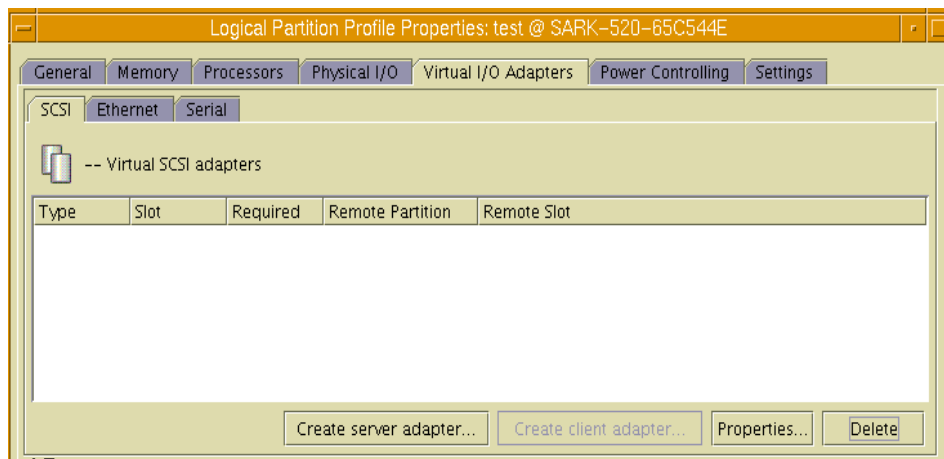 Logical Partition Profile Properties: test @ SARK-520-65C544E
General Memory Processors Physical I/O Virtual I/O Adapters Power Controlling Settings
SCSI Ethernet Serial
-- Virtual SCSI adapters
Type Slot Required Remote Partition Remote Slot
Create server adapter... Create client adapter... Properties... Delete